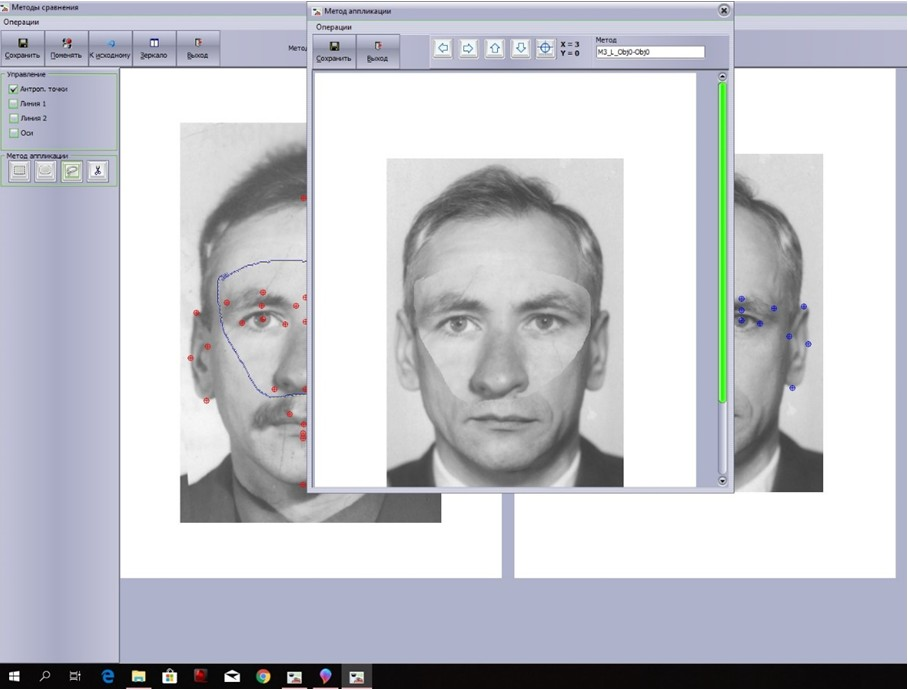 Методы сравнения
Операции
Сохранить
Поменять
К исходному
Зеркало
Выход
Управление
Антроп. точки
Линия 1
Линия 2
Оси
Метод аппликации
Метод аппликации
Операции
Сохранить
Выход
X = 3
Y = 0
Метод
M3_L_Obj0-Obj0